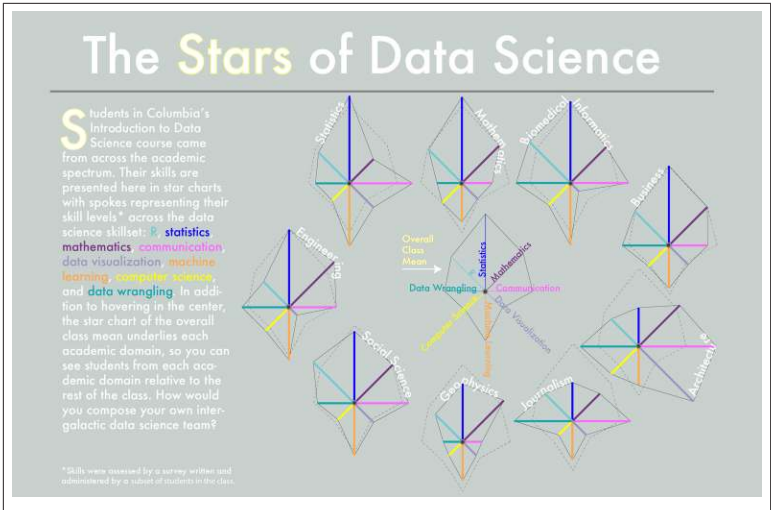 The Stars of Data Science
Students in Columbia's
Introduction to Data
Science course came
from across the academic
spectrum. Their skills are
presented here in star charts
with spokes representing their
skill levels* across the data
science skillset: R, statistics,
mathematics, communication,
data visualization, machine
learning, computer science,
and data wrangling. In addi-
tion to hovering in the center,
the star chart of the overall
class mean underlies each
academic domain, so you can
see students from each aca-
demic domain relative to the
rest of the class. How would
you compose your own inter-
galactic data science team?
*Skills were assessed by a survey written and
administered by a subset of students in the class.
Statistics
Mathematics
Biomedical Informatics
Business
Engineering
Overall
Class
Mean
Statistics
Mathematics
R
Data Wrangling
Communication
Computer Science
Machine Learning
Data Visualization
Architecture
Social Science
Geophysics
Journalism